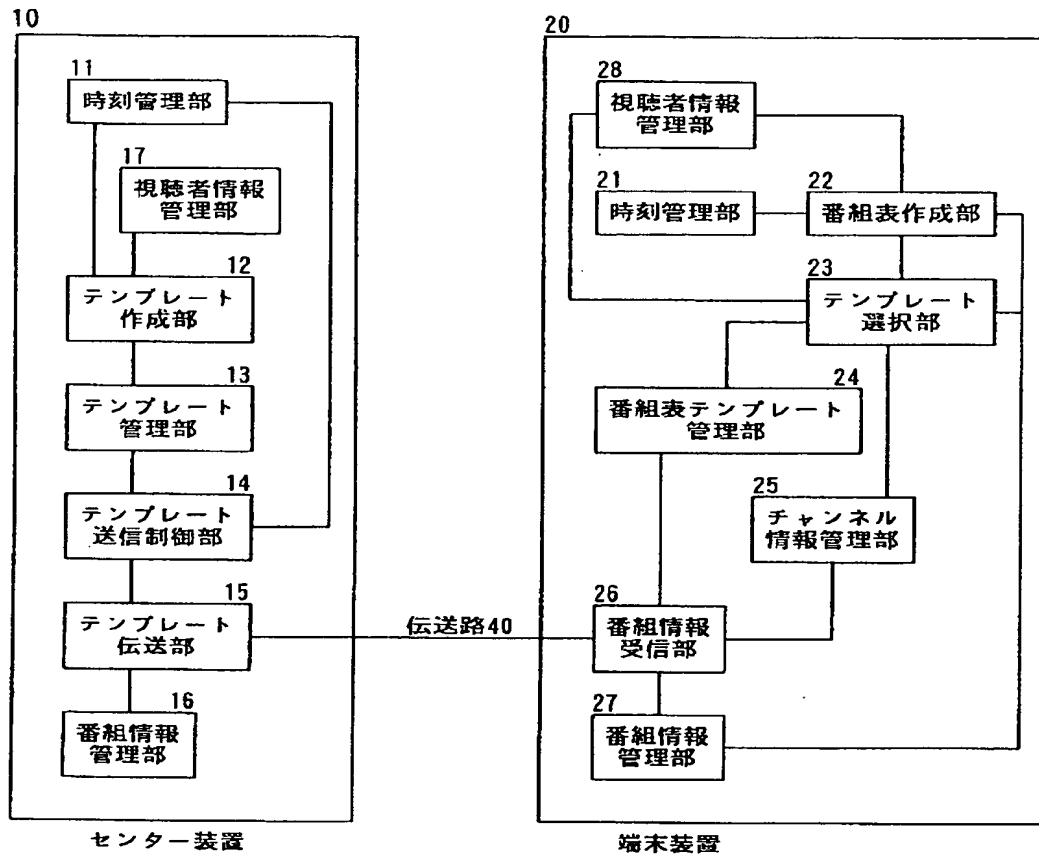 10
11
時刻管理部
17
視聴者情報
管理部
12
テンプレート
作成部
13
テンプレート
管理部
14
テンプレート
送信制御部
15
テンプレート
伝送部
16
番組情報
管理部
センター装置
伝送路40
20
28
視聴者情報
管理部
21
時刻管理部
22
番組表作成部
23
テンプレート
選択部
24
番組表テンプレート
管理部
25
チャンネル
情報管理部
26
番組情報
受信部
27
番組情報
管理部
端末装置